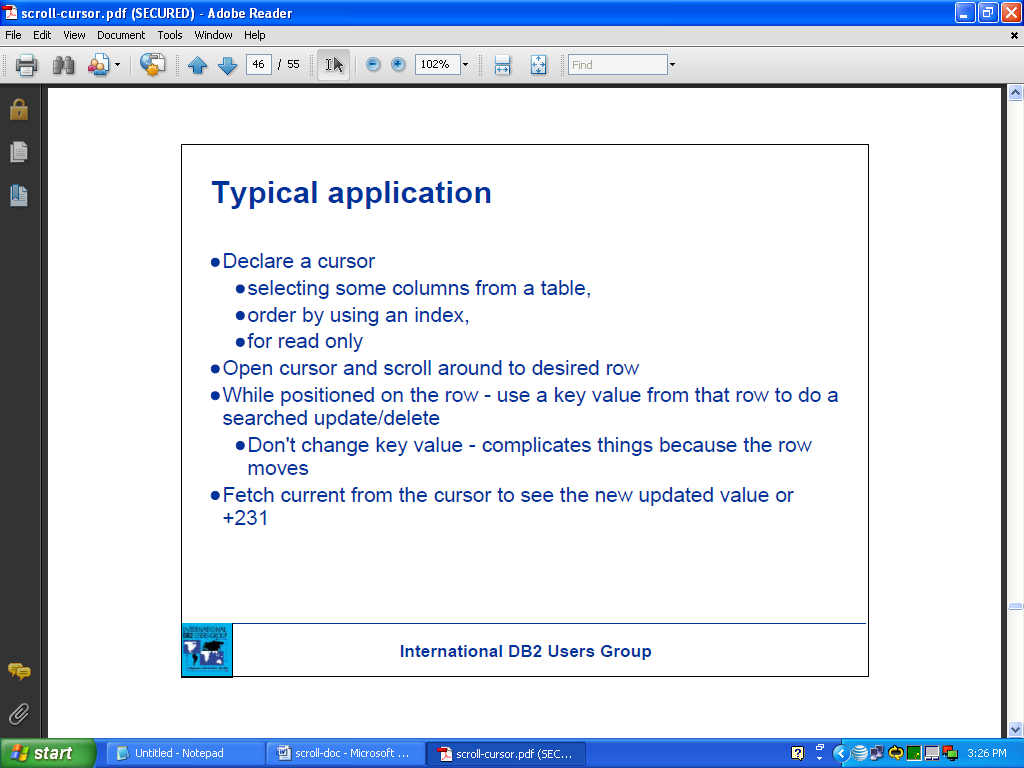 scroll-cursor.pdf (SECURED) - Adobe Reader
File Edit View Document Tools Window Help
46 / 55 102% Find
Typical application
●Declare a cursor
●selecting some columns from a table,
●order by using an index,
●for read only
●Open cursor and scroll around to desired row
●While positioned on the row - use a key value from that row to do a
searched update/delete
●Don't change key value - complicates things because the row
moves
●Fetch current from the cursor to see the new updated value or
+231
INTERNATIONAL
DB2 USERS GROUP
International DB2 Users Group
start Untitled - Notepad scroll-doc - Microsoft ... scroll-cursor.pdf (SEC... 3:26 PM